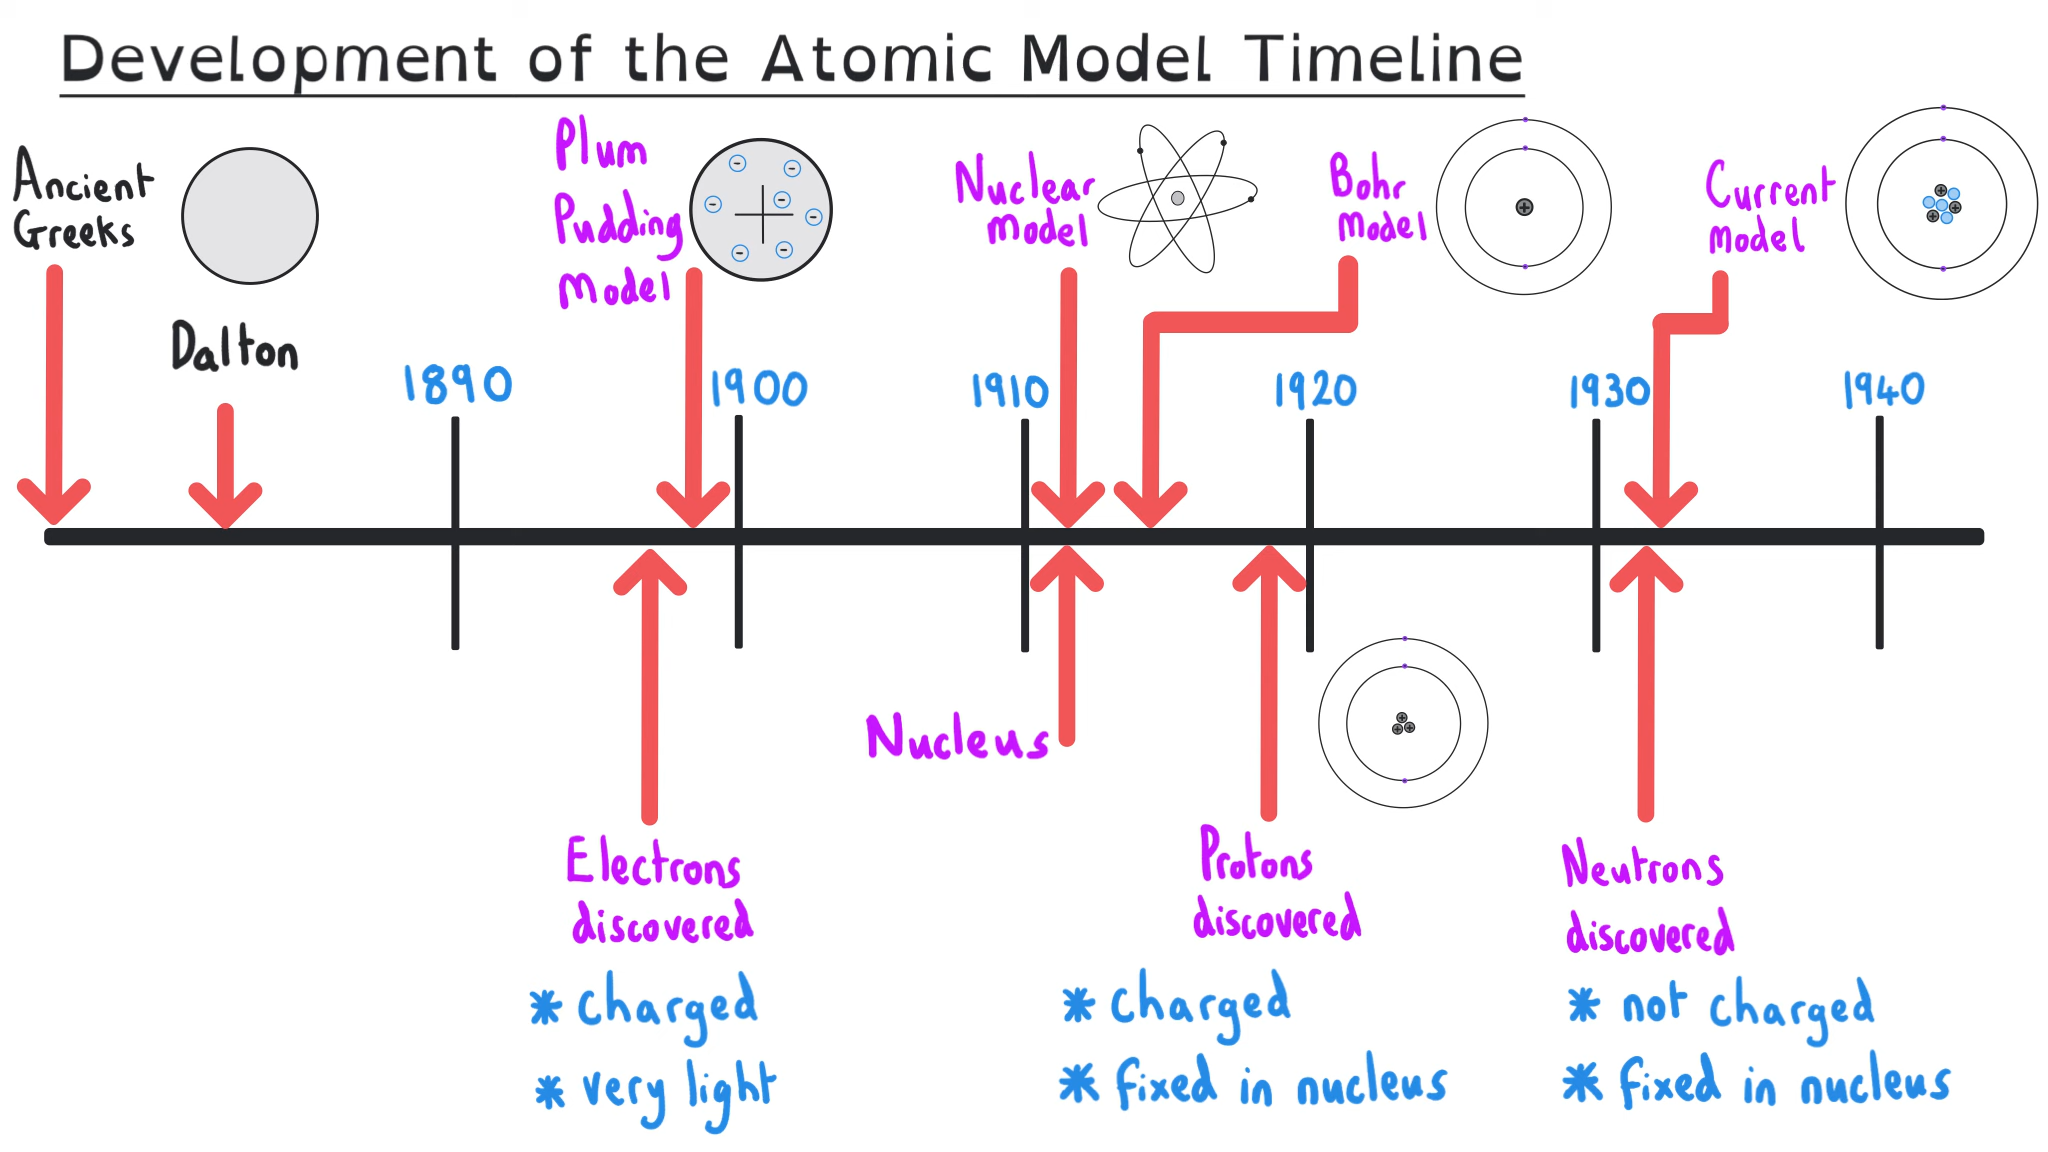 Development of the Atomic Model Timeline
Ancient
Greeks
Dalton
Plum
Pudding
Model
Nuclear
model
Bohr
Model
Current
Model
1890
1900
1910
1920
1930
1940
Nucleus
Electrons
discovered
* charged
* very light
Protons
discovered
* charged
* fixed in nucleus
Neutrons
discovered
* not charged
* fixed in nucleus